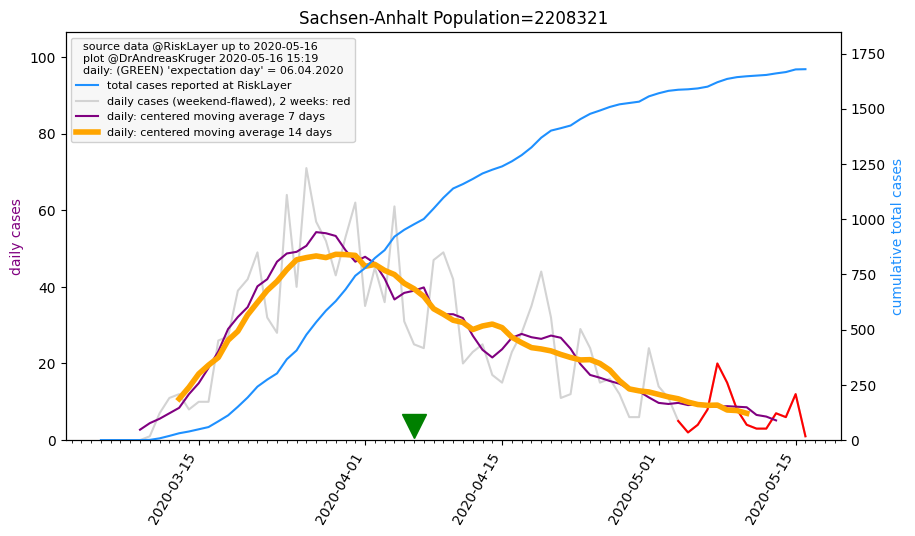 Sachsen-Anhalt Population=2208321
source data @RiskLayer up to 2020-05-16
plot @DrAndreasKruger 2020-05-16 15:19
daily: (GREEN) 'expectation day' = 06.04.2020
total cases reported at RiskLayer
daily cases (weekend-flawed), 2 weeks: red
daily: centered moving average 7 days
daily: centered moving average 14 days
daily cases
100
80
60
40
20
0
1750
1500
1250
1000
750
500
250
0
cumulative total cases
2020-03-15
2020-04-01
2020-04-15
2020-05-01
2020-05-15